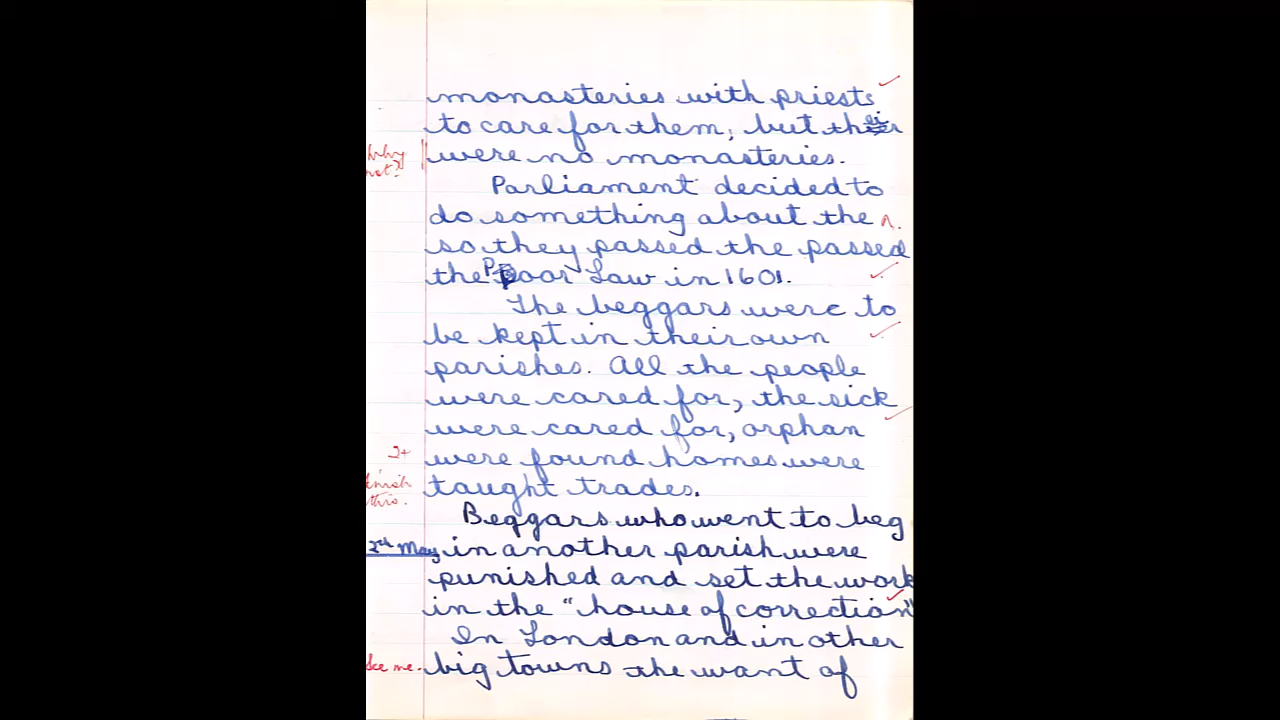 monasteries with priests
to care for them, but their
were no monasteries.
Why
not?
Parliament decided to
do something about the
so they passed the passed
the Poor Law in 1601.
The beggars were to
be kept in their own
parishes. All the people
were cared for, the sick
were cared for, orphan
were found homes were
taught trades.
finish
this.
Beggars who went to beg
May in another parish were
punished and set the work
in the "house of correction"
In London and in other
See me. big towns the want of